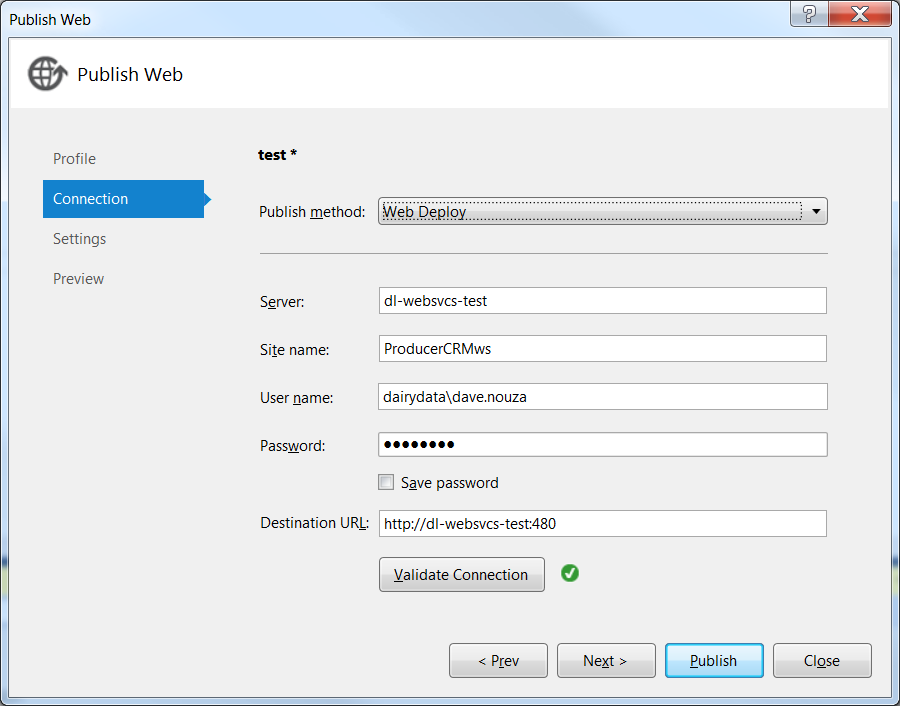 Publish Web
?
Publish Web
Profile
Connection
Settings
Preview
test *
Publish method: Web Deploy
Server: dl-websvcs-test
Site name: ProducerCRMws
User name: dairydata\dave.nouza
Password: ●●●●●●●●
Save password
Destination URL: http://dl-websvcs-test:480
Validate Connection
< Prev Next > Publish Close